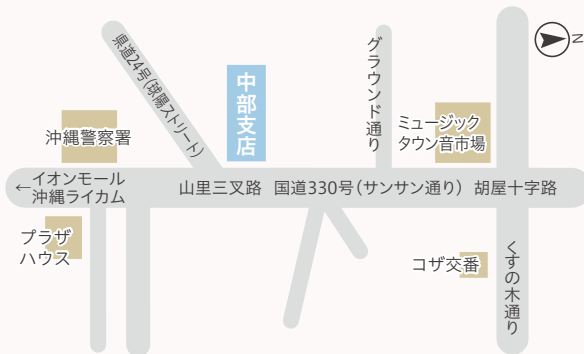 N
県道24号(球陽ストリート)
中部支店
グラウンド通り
ミュージック
タウン音市場
沖縄警察署
←イオンモール
沖縄ライカム
山里三叉路 国道330号(サンサン通り) 胡屋十字路
プラザ
ハウス
コザ交番
くすの木通り